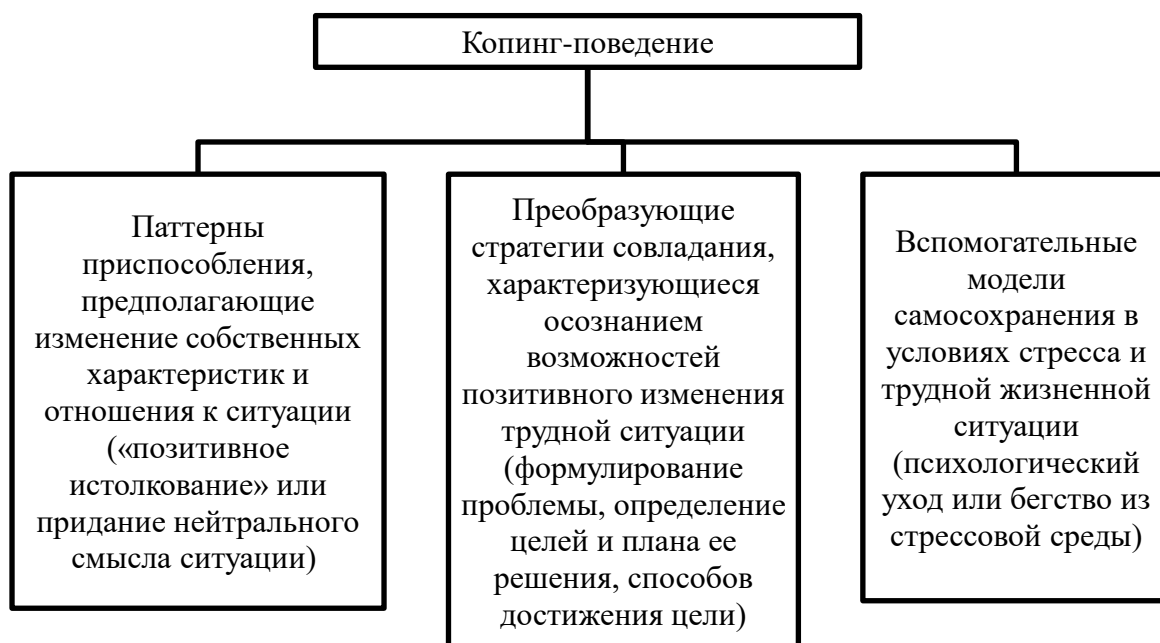 Копинг-поведение
Паттерны
приспособления,
предполагающие
изменение собственных
характеристик и
отношения к ситуации
(«позитивное
истолкование» или
придание нейтрального
смысла ситуации)
Преобразующие
стратегии совладания,
характеризующиеся
осознанием
возможностей
позитивного изменения
трудной ситуации
(формулирование
проблемы, определение
целей и плана ее
решения, способов
достижения цели)
Вспомогательные
модели
самосохранения в
условиях стресса и
трудной жизненной
ситуации
(психологический
уход или бегство из
стрессовой среды)